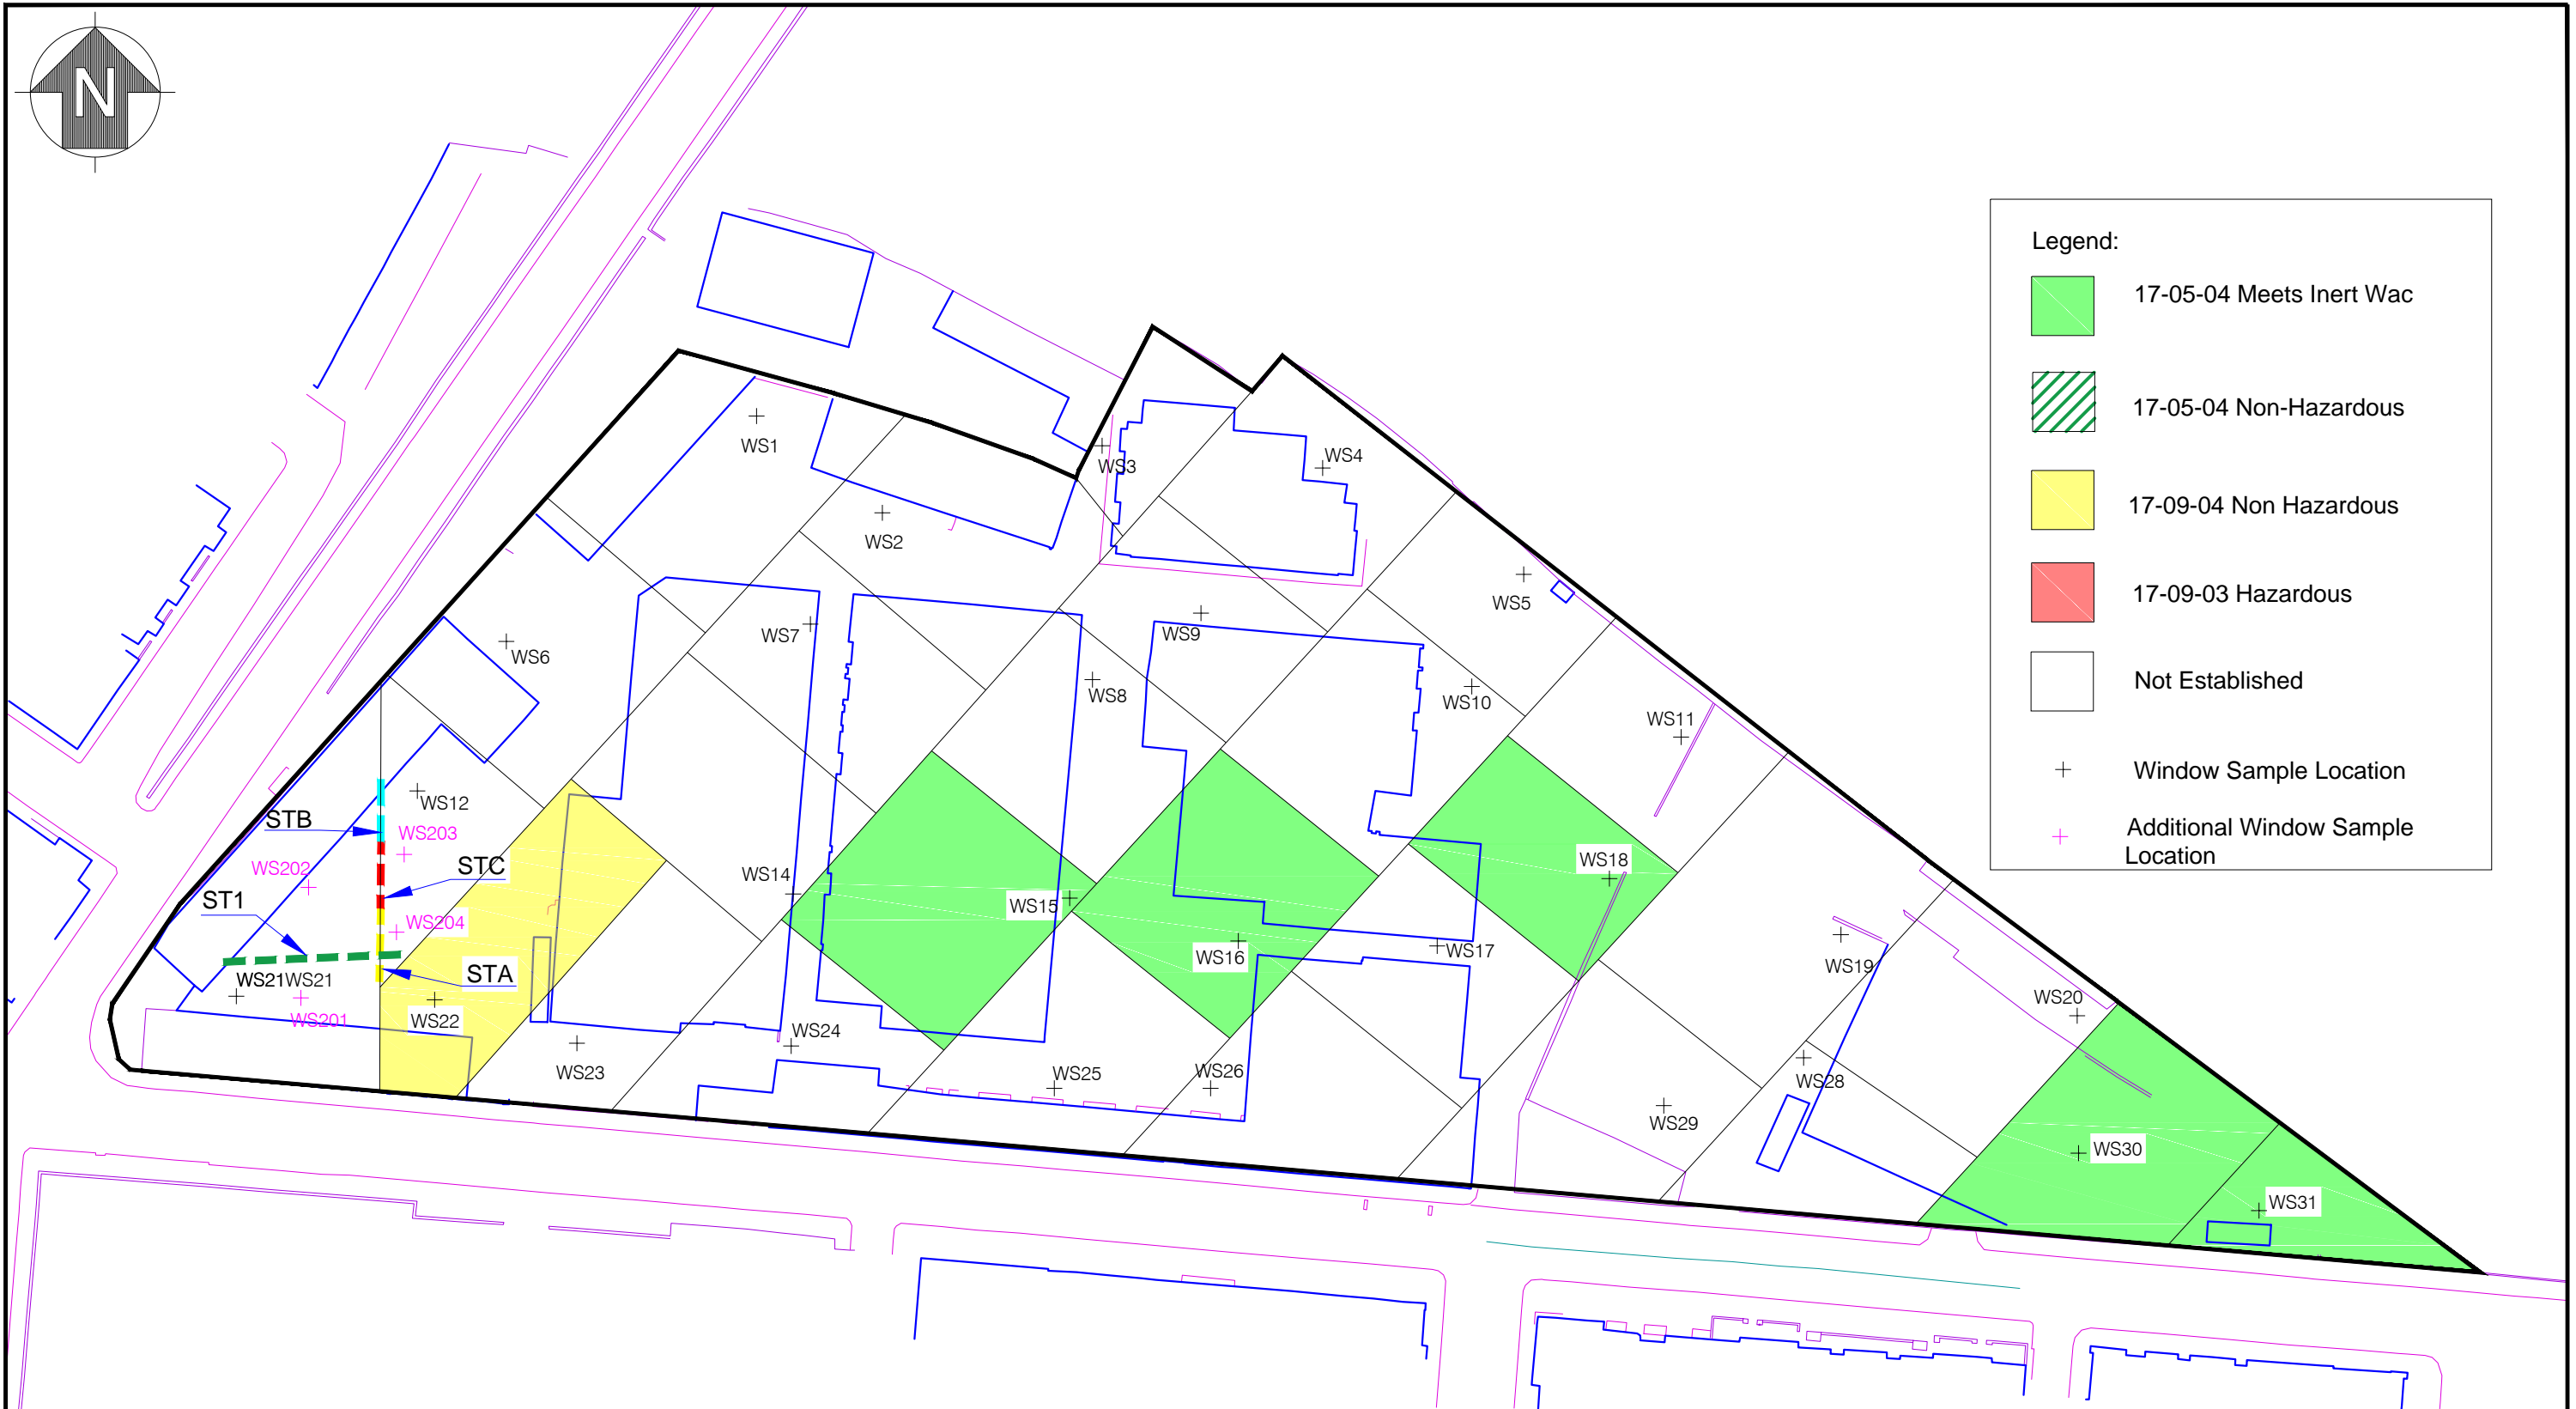 N
Legend:
17-05-04 Meets Inert Wac
17-05-04 Non-Hazardous
17-09-04 Non Hazardous
17-09-03 Hazardous
Not Established
Window Sample Location
Additional Window Sample
Location
WS1
WS2
WS3
WS4
WS5
WS6
WS7
WS8
WS9
WS10
WS11
WS12
STB
WS203
WS202
STC
ST1
WS204
STA
WS21WS21
WS201
WS22
WS23
WS14
WS15
WS16
WS17
WS18
WS19
WS20
WS24
WS25
WS26
WS28
WS29
WS30
WS31